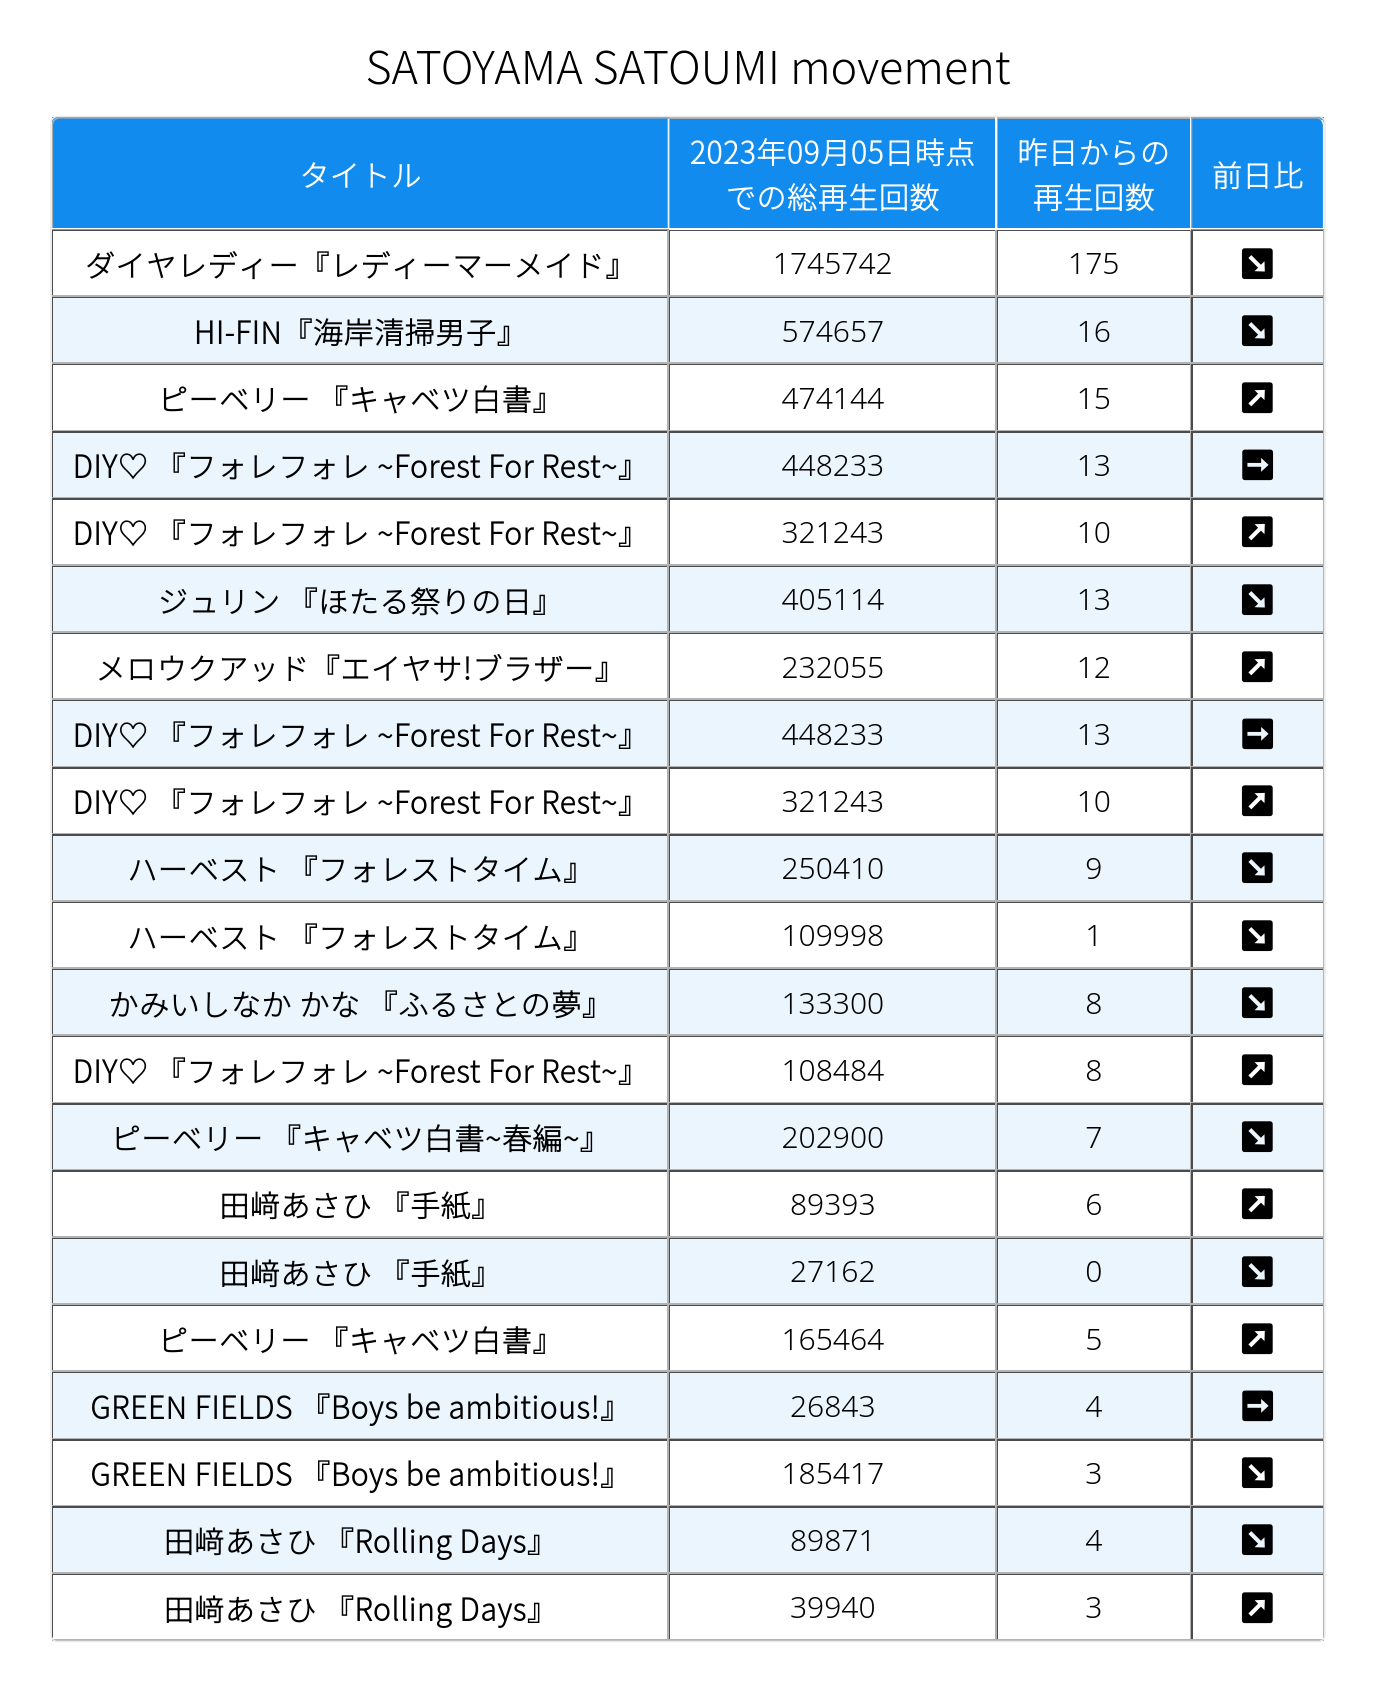 SATOYAMA SATOUMI movement
タイトル 2023年09月05日時点での総再生回数 昨日からの再生回数 前日比
ダイヤレディー『レディーマーメイド』 1745742 175 ↘
HI-FIN『海岸清掃男子』 574657 16 ↘
ピーベリー 『キャベツ白書』 474144 15 ↗
DIY♡ 『フォレフォレ ~Forest For Rest~』 448233 13 →
DIY♡ 『フォレフォレ ~Forest For Rest~』 321243 10 ↗
ジュリン 『ほたる祭りの日』 405114 13 ↘
メロウクアッド『エイヤサ!ブラザー』 232055 12 ↗
DIY♡ 『フォレフォレ ~Forest For Rest~』 448233 13 →
DIY♡ 『フォレフォレ ~Forest For Rest~』 321243 10 ↗
ハーベスト 『フォレストタイム』 250410 9 ↘
ハーベスト 『フォレストタイム』 109998 1 ↘
かみいしなか かな 『ふるさとの夢』 133300 8 ↘
DIY♡ 『フォレフォレ ~Forest For Rest~』 108484 8 ↗
ピーベリー 『キャベツ白書~春編~』 202900 7 ↘
田﨑あさひ 『手紙』 89393 6 ↗
田﨑あさひ 『手紙』 27162 0 ↘
ピーベリー 『キャベツ白書』 165464 5 ↗
GREEN FIELDS 『Boys be ambitious!』 26843 4 →
GREEN FIELDS 『Boys be ambitious!』 185417 3 ↘
田﨑あさひ 『Rolling Days』 89871 4 ↘
田﨑あさひ 『Rolling Days』 39940 3 ↗